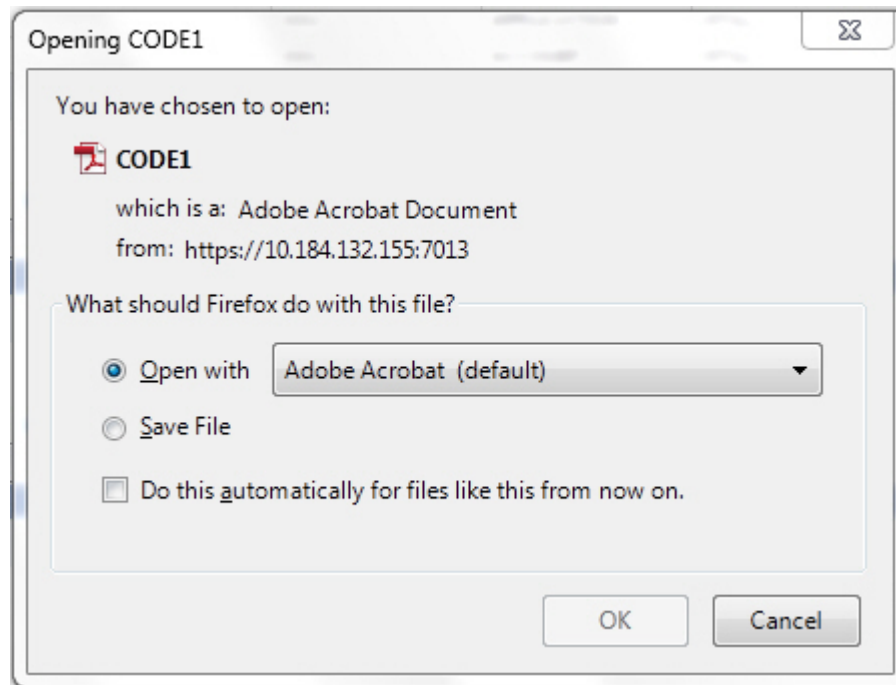 Opening CODE1
You have chosen to open:
CODE1
which is a: Adobe Acrobat Document
from: https://10.184.132.155:7013
What should Firefox do with this file?
Open with Adobe Acrobat (default)
Save File
Do this automatically for files like this from now on.
OK Cancel